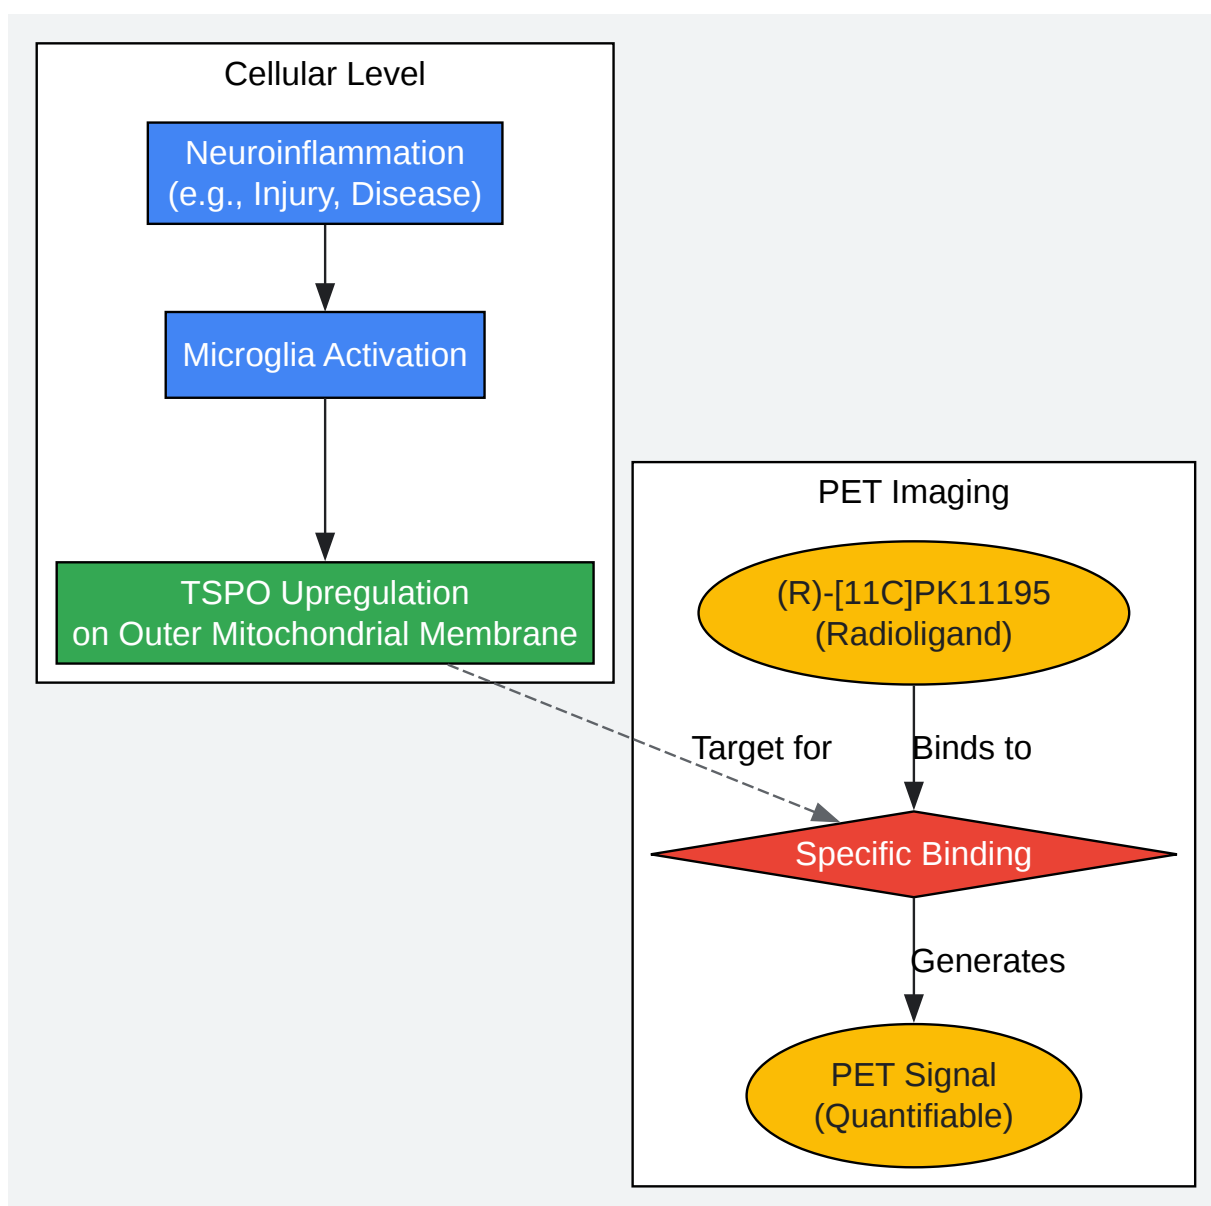 Cellular Level
Neuroinflammation
(e.g., Injury, Disease)
Microglia Activation
TSPO Upregulation
on Outer Mitochondrial Membrane
PET Imaging
(R)-[11C]PK11195
(Radioligand)
Target for
Binds to
Specific Binding
Generates
PET Signal
(Quantifiable)